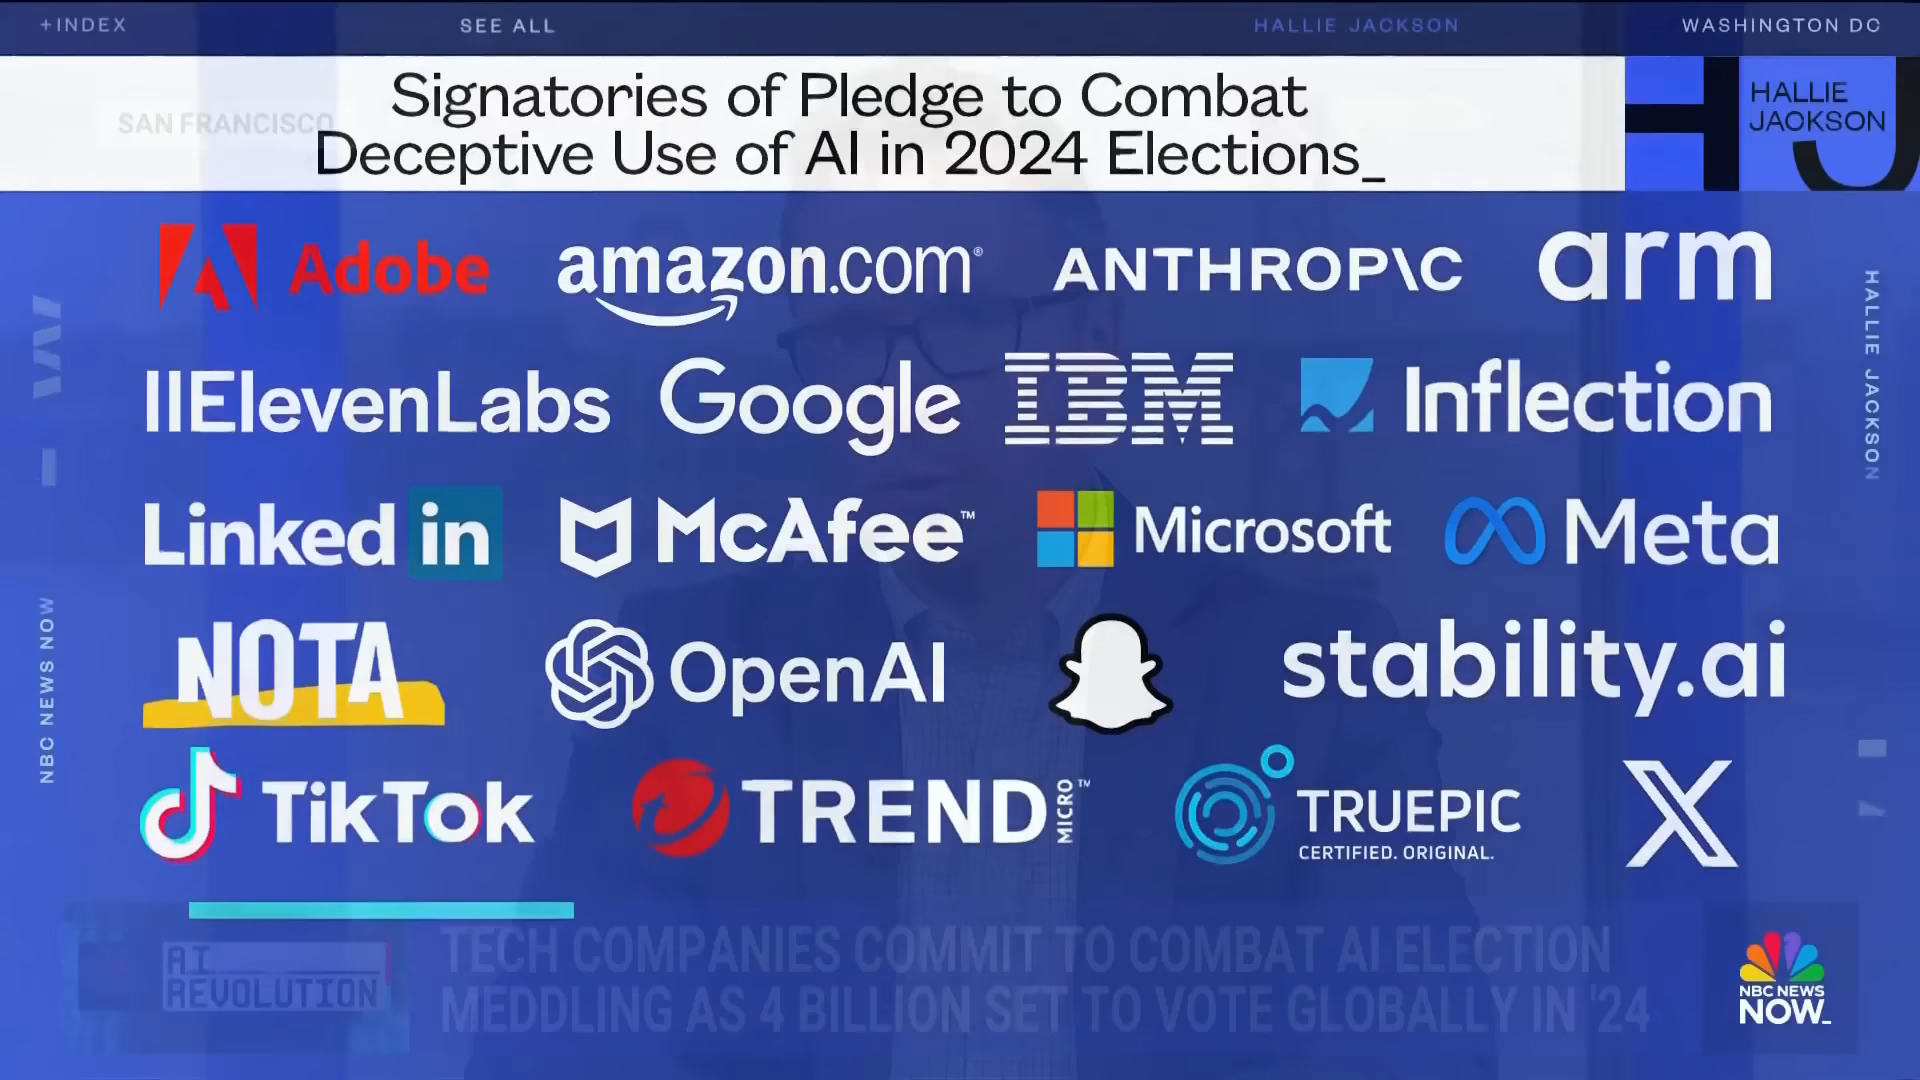 +INDEX SEE ALL HALLIE JACKSON WASHINGTON DC
SAN FRANCISCO
Signatories of Pledge to Combat
Deceptive Use of AI in 2024 Elections_
HALLIE
JACKSON
Adobe amazon.com® ANTHROP\C arm
IIElevenLabs Google IBM Inflection
Linked in McAfee™ Microsoft Meta
NOTA OpenAI stability.ai
TikTok TREND MICRO™ TRUEPIC X
CERTIFIED. ORIGINAL.
HALLIE JACKSON
NBC NEWS NOW
AI
REVOLUTION
TECH COMPANIES COMMIT TO COMBAT AI ELECTION
MEDDLING AS 4 BILLION SET TO VOTE GLOBALLY IN '24
NBC NEWS
NOW_